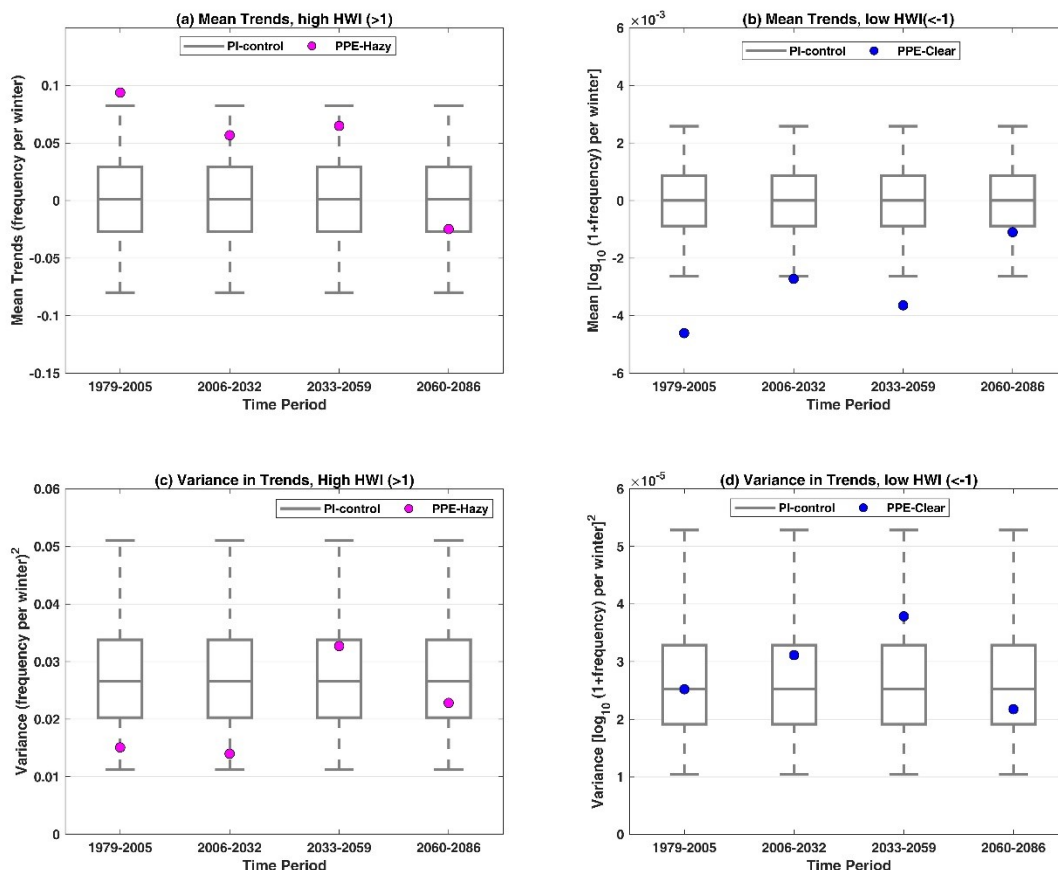 (a) Mean Trends, high HWI (>1)
PI-control PPE-Hazy
Mean Trends (frequency per winter)
0.1
0.05
0
-0.05
-0.1
-0.15
1979-2005 2006-2032 2033-2059 2060-2086
Time Period
(b) Mean Trends, low HWI(<-1)
×10⁻³
PI-control PPE-Clear
Mean [log₁₀ (1+frequency) per winter]
6
4
2
0
-2
-4
-6
1979-2005 2006-2032 2033-2059 2060-2086
Time Period
(c) Variance in Trends, High HWI (>1)
PI-control PPE-Hazy
Variance (frequency per winter)²
0.06
0.05
0.04
0.03
0.02
0.01
0
1979-2005 2006-2032 2033-2059 2060-2086
Time Period
(d) Variance in Trends, low HWI (<-1)
×10⁻⁵
PI-control PPE-Clear
Variance [log₁₀ (1+frequency) per winter]²
6
5
4
3
2
1
0
1979-2005 2006-2032 2033-2059 2060-2086
Time Period